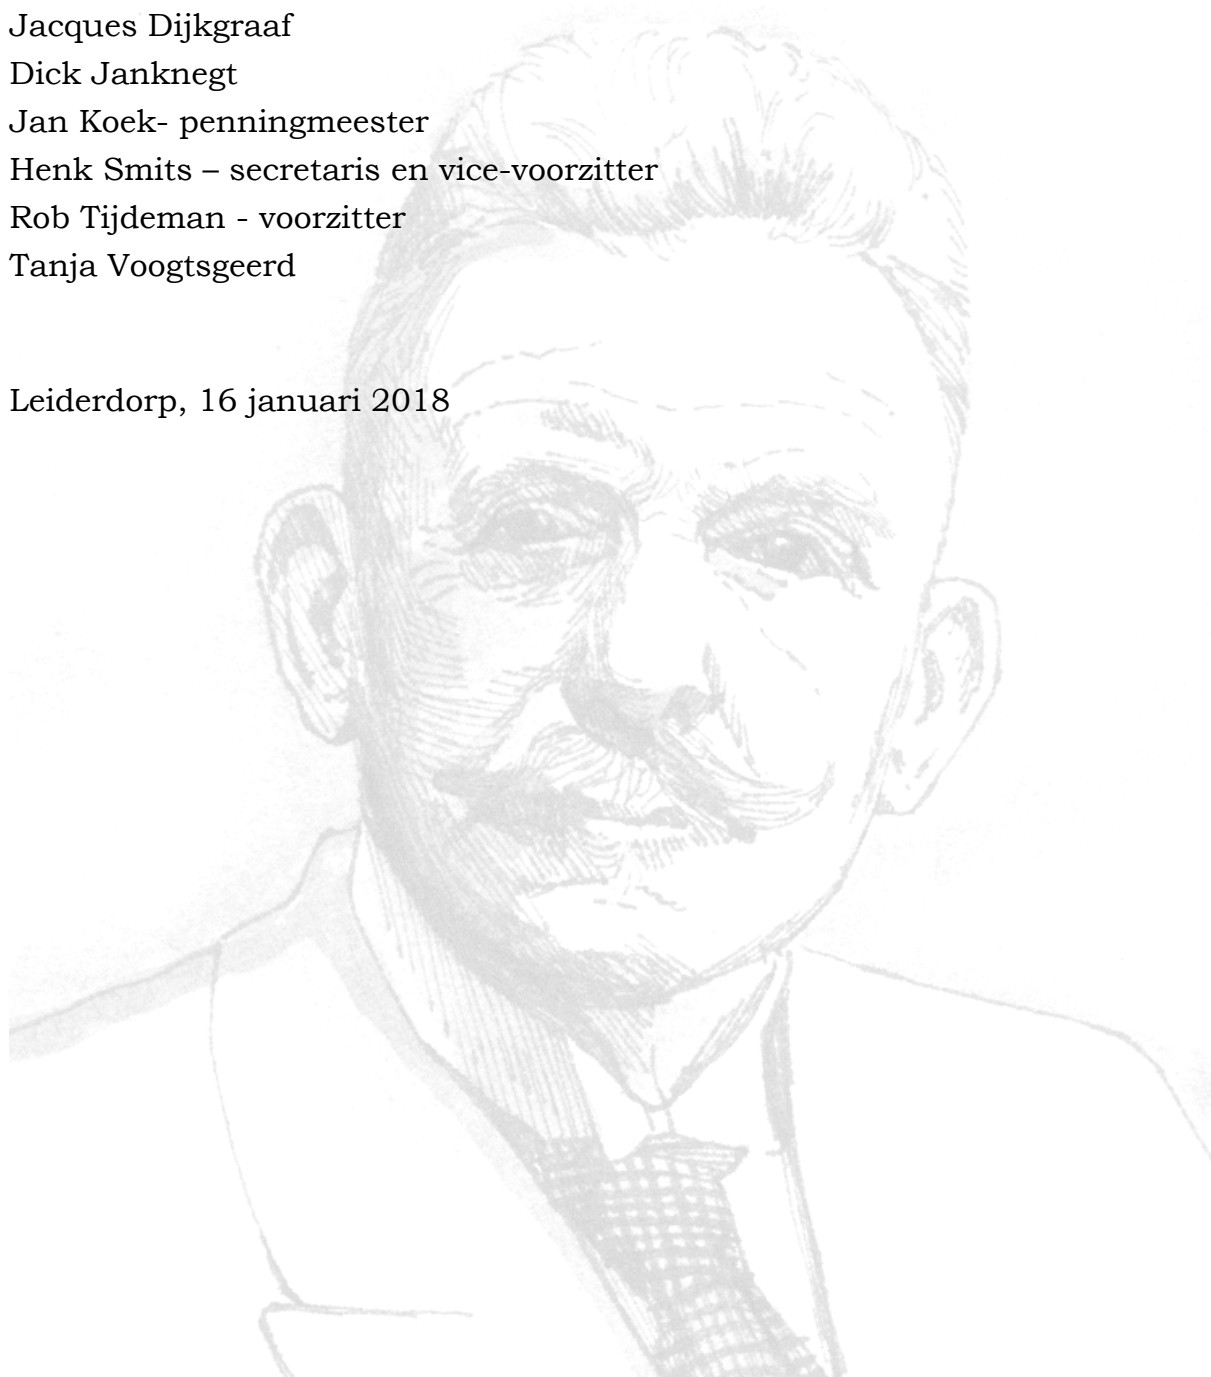 Jacques Dijkgraaf
Dick Janknegt
Jan Koek- penningmeester
Henk Smits – secretaris en vice-voorzitter
Rob Tijdeman - voorzitter
Tanja Voogtsgeerd
Leiderdorp, 16 januari 2018